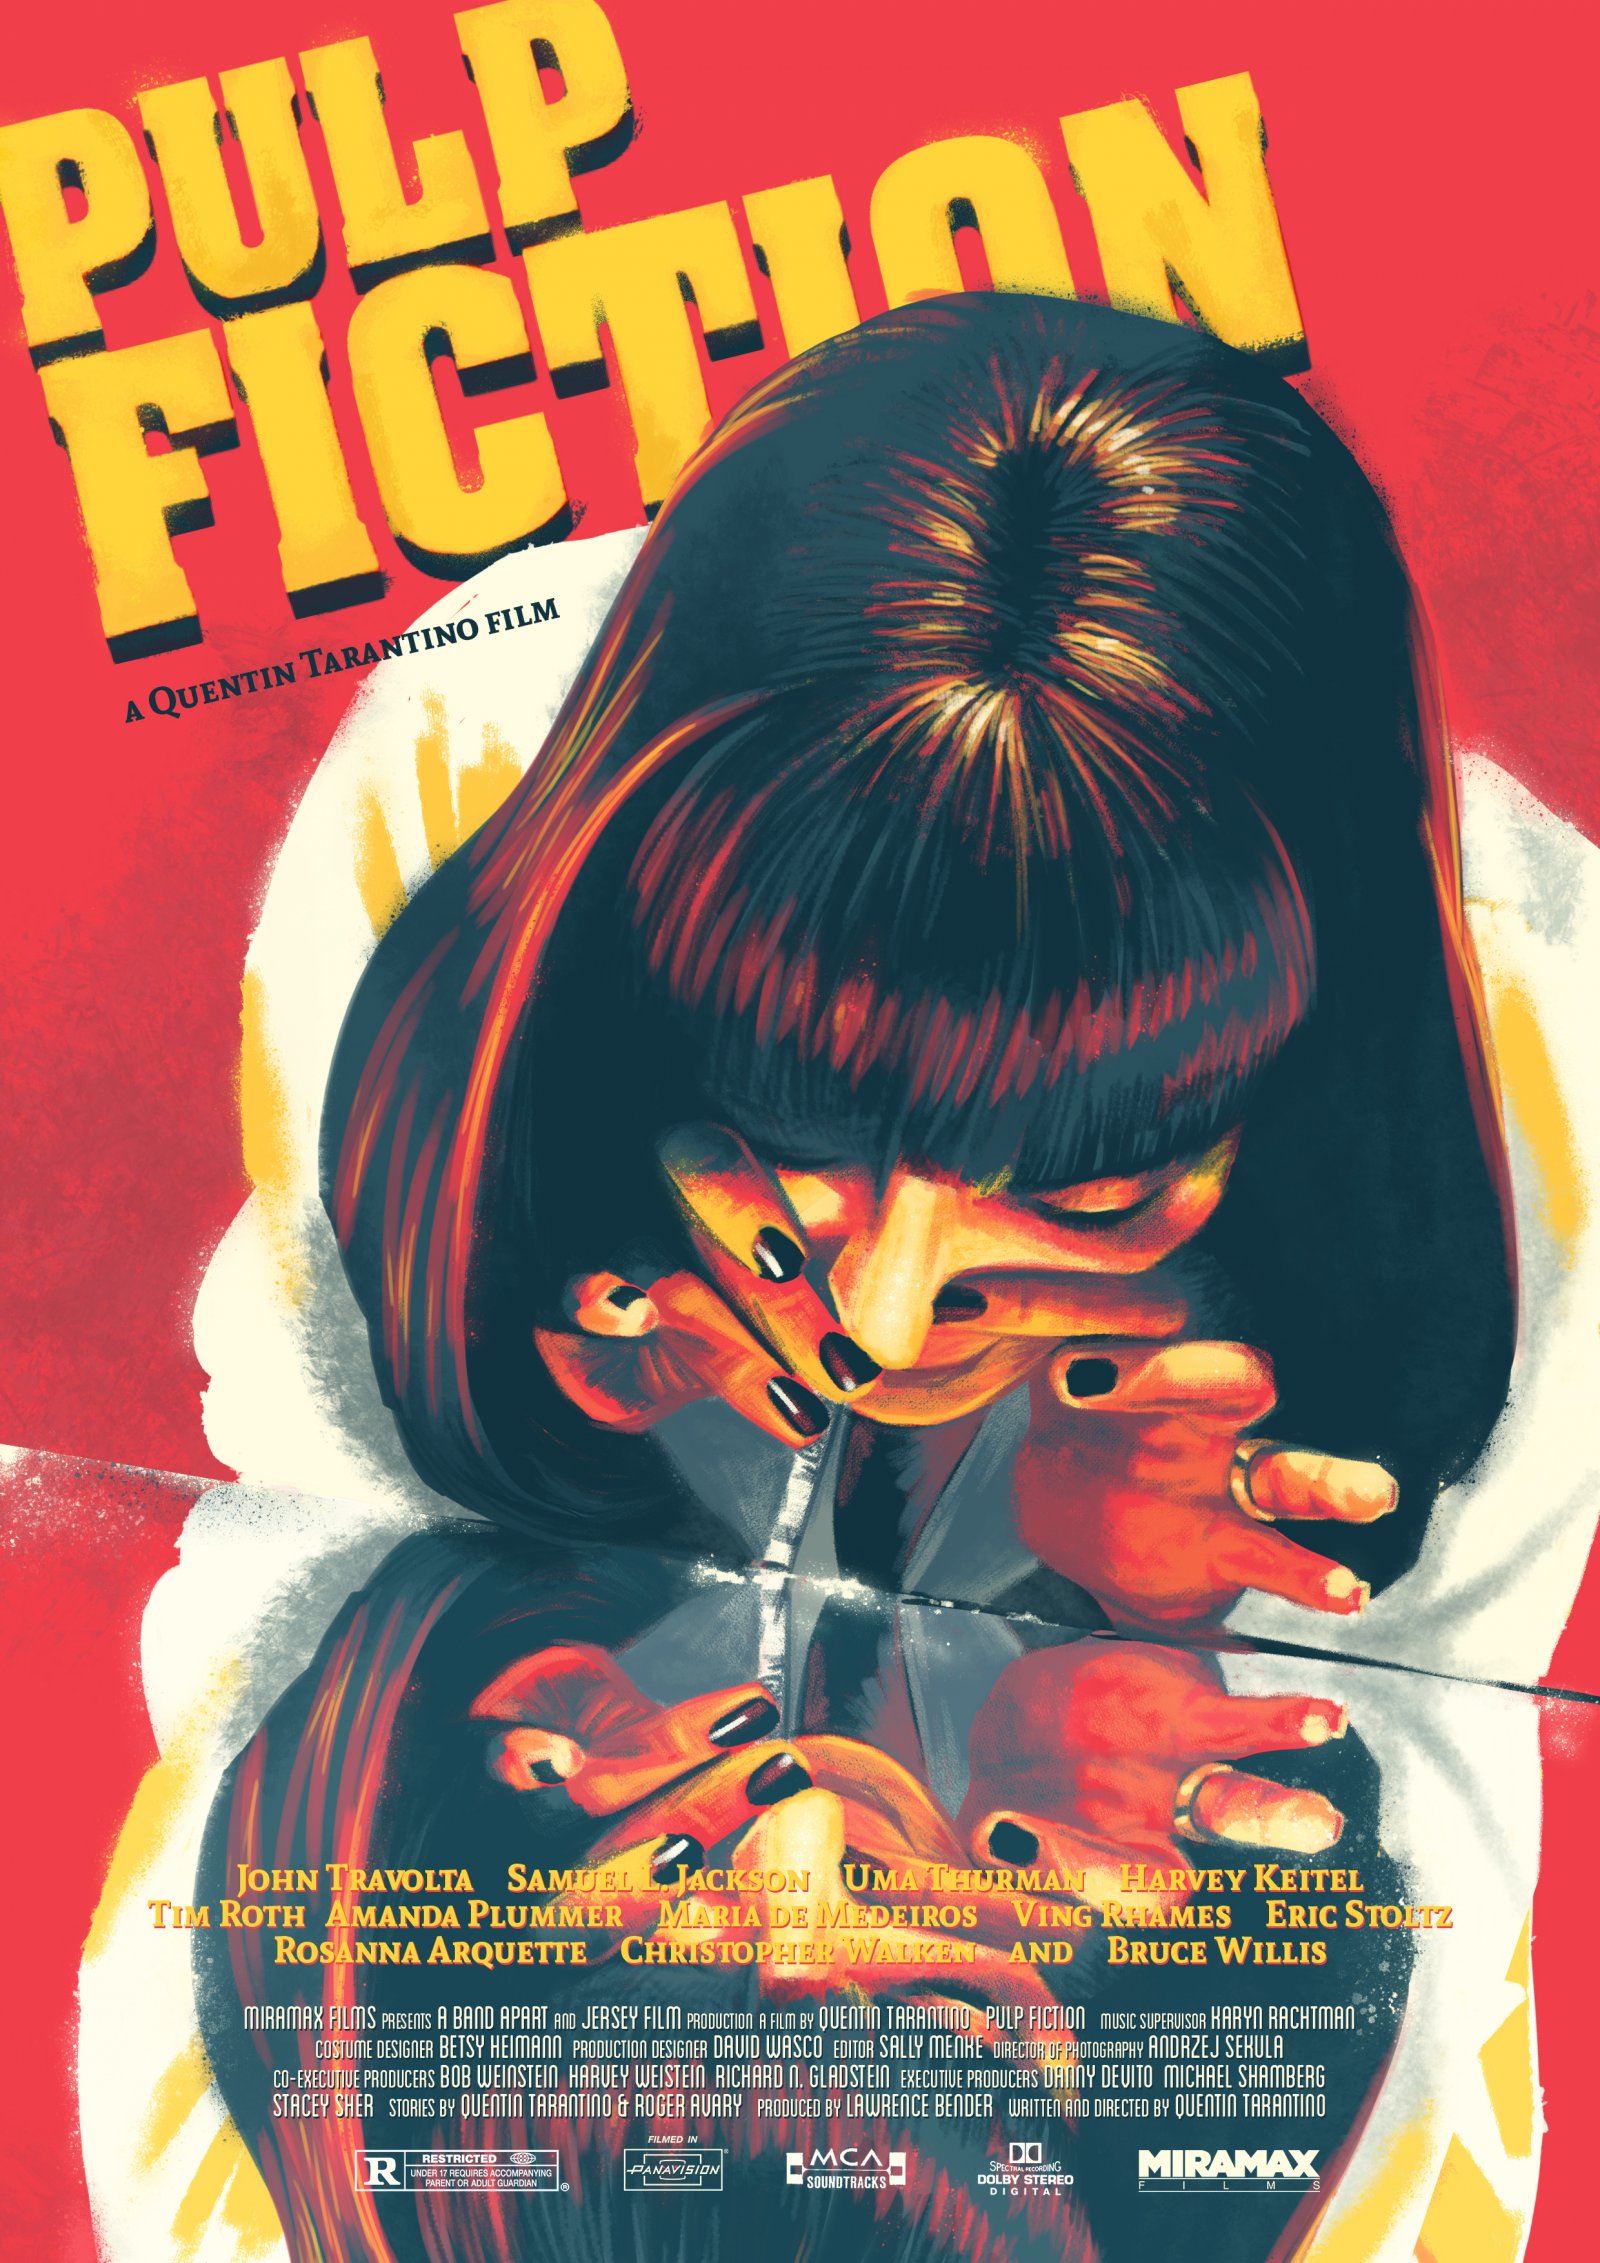 PULP
FICTION
A QUENTIN TARANTINO FILM
JOHN TRAVOLTA SAMUEL L. JACKSON UMA THURMAN HARVEY KEITEL
TIM ROTH AMANDA PLUMMER MARIA DE MEDEIROS VING RHAMES ERIC STOLTZ
ROSANNA ARQUETTE CHRISTOPHER WALKEN AND BRUCE WILLIS
MIRAMAX FILMS PRESENTS A BAND APART AND JERSEY FILM PRODUCTION A FILM BY QUENTIN TARANTINO PULP FICTION MUSIC SUPERVISOR KARYN RACHTMAN
COSTUME DESIGNER BETSY HEIMANN PRODUCTION DESIGNER DAVID WASCO EDITOR SALLY MENKE DIRECTOR OF PHOTOGRAPHY ANDRZEJ SEKULA
CO-EXECUTIVE PRODUCERS BOB WEINSTEIN HARVEY WEISTEIN RICHARD N. GLADSTEIN EXECUTIVE PRODUCERS DANNY DEVITO MICHAEL SHAMBERG
STACEY SHER STORIES BY QUENTIN TARANTINO & ROGER AVARY PRODUCED BY LAWRENCE BENDER WRITTEN AND DIRECTED BY QUENTIN TARANTINO
R RESTRICTED
UNDER 17 REQUIRES ACCOMPANYING
PARENT OR ADULT GUARDIAN ®
FILMED IN
PANAVISION ®
MCA
SOUNDTRACKS
SPECTRAL RECORDING
DOLBY STEREO
DIGITAL
MIRAMAX
FILMS